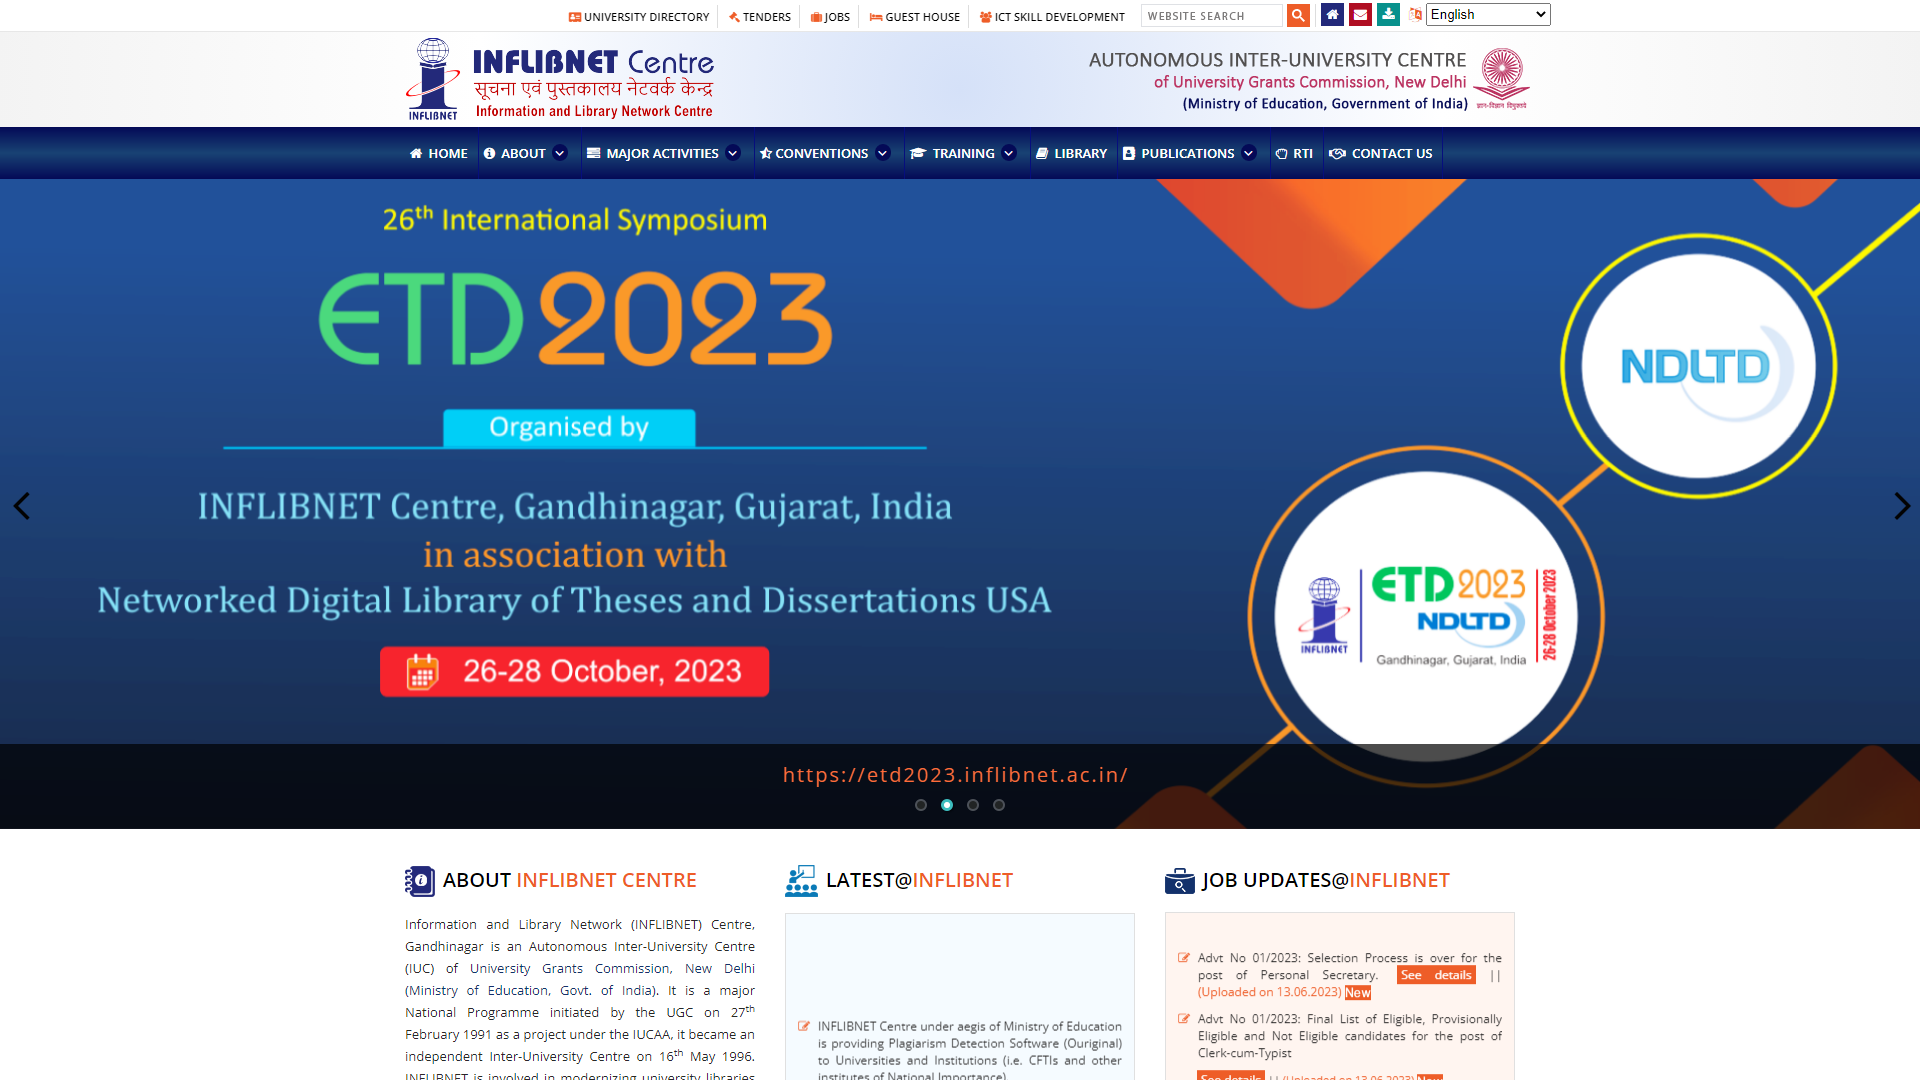 UNIVERSITY DIRECTORY TENDERS JOBS GUEST HOUSE ICT SKILL DEVELOPMENT WEBSITE SEARCH English
INFLIBNET Centre
सूचना एवं पुस्तकालय नेटवर्क केन्द्र
Information and Library Network Centre
INFLIBNET
AUTONOMOUS INTER-UNIVERSITY CENTRE
of University Grants Commission, New Delhi
(Ministry of Education, Government of India)
ज्ञान-विज्ञान विमुक्तये
HOME ABOUT MAJOR ACTIVITIES CONVENTIONS TRAINING LIBRARY PUBLICATIONS RTI CONTACT US
26th International Symposium
ETD 2023
Organised by
INFLIBNET Centre, Gandhinagar, Gujarat, India
in association with
Networked Digital Library of Theses and Dissertations USA
26-28 October, 2023
NDLTD
INFLIBNET
ETD 2023
NDLTD
Gandhinagar, Gujarat, India
26-28 October 2023
https://etd2023.inflibnet.ac.in/
ABOUT INFLIBNET CENTRE
Information and Library Network (INFLIBNET) Centre,
Gandhinagar is an Autonomous Inter-University Centre
(IUC) of University Grants Commission, New Delhi
(Ministry of Education, Govt. of India). It is a major
National Programme initiated by the UGC on 27th
February 1991 as a project under the IUCAA, it became an
independent Inter-University Centre on 16th May 1996.
INFLIBNET is involved in modernizing university libraries
LATEST@INFLIBNET
INFLIBNET Centre under aegis of Ministry of Education
is providing Plagiarism Detection Software (Ouriginal)
to Universities and Institutions (i.e. CFTIs and other
institutes of National Importance).
JOB UPDATES@INFLIBNET
Advt No 01/2023: Selection Process is over for the
post of Personal Secretary. See details ||
(Uploaded on 13.06.2023) New
Advt No 01/2023: Final List of Eligible, Provisionally
Eligible and Not Eligible candidates for the post of
Clerk-cum-Typist
See details || (Uploaded on 13.06.2023) New